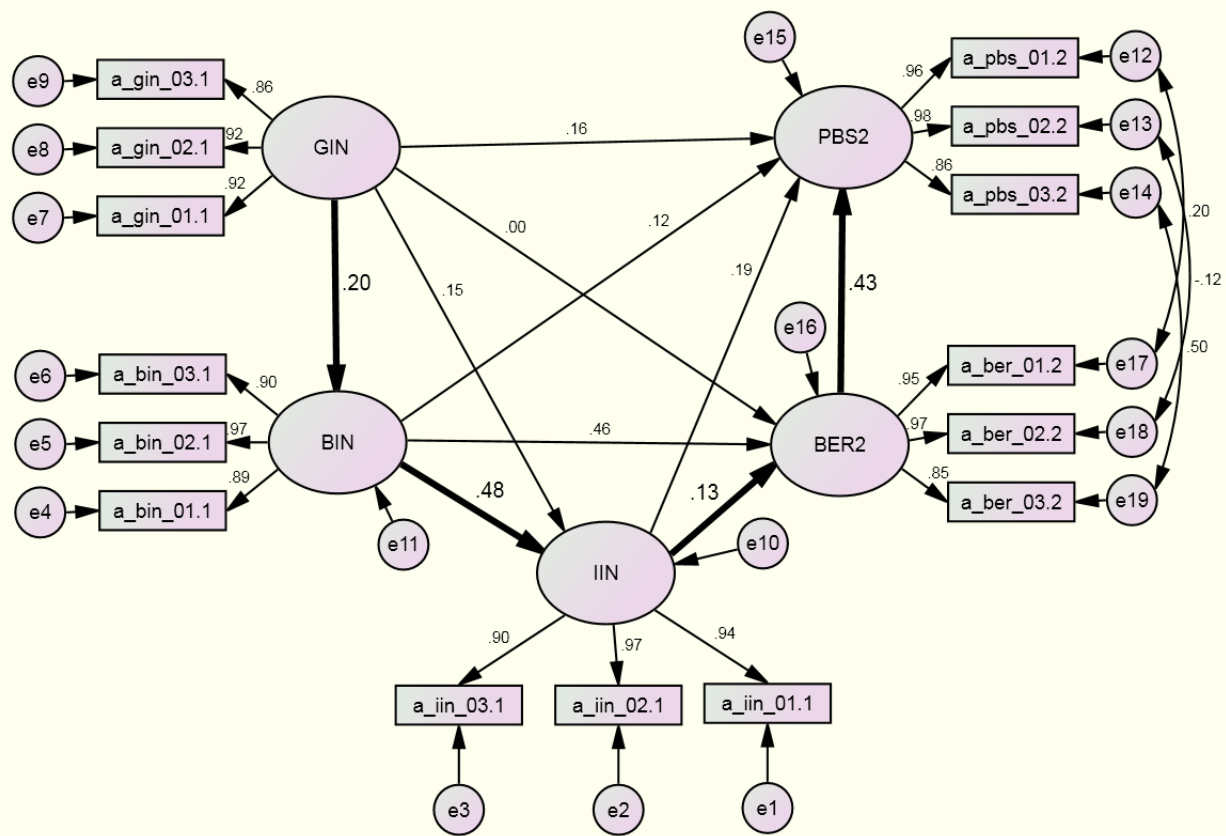 e15
e12
a_pbs_01.2
.96
e9
a_gin_03.1
.86
e13
a_pbs_02.2
.98
GIN
.16
PBS2
e8
a_gin_02.1
.92
.86
e14
a_pbs_03.2
e7
a_gin_01.1
.92
.20
.00
.12
.19
-.12
.20
.15
.43
e16
.50
e6
a_bin_03.1
.90
.95
a_ber_01.2
e17
.97
e5
a_bin_02.1
BIN
.46
BER2
.97
a_ber_02.2
e18
.89
.85
e4
a_bin_01.1
.48
.13
a_ber_03.2
e19
e11
e10
IIN
.90
.97
.94
a_iin_03.1
a_iin_02.1
a_iin_01.1
e3
e2
e1